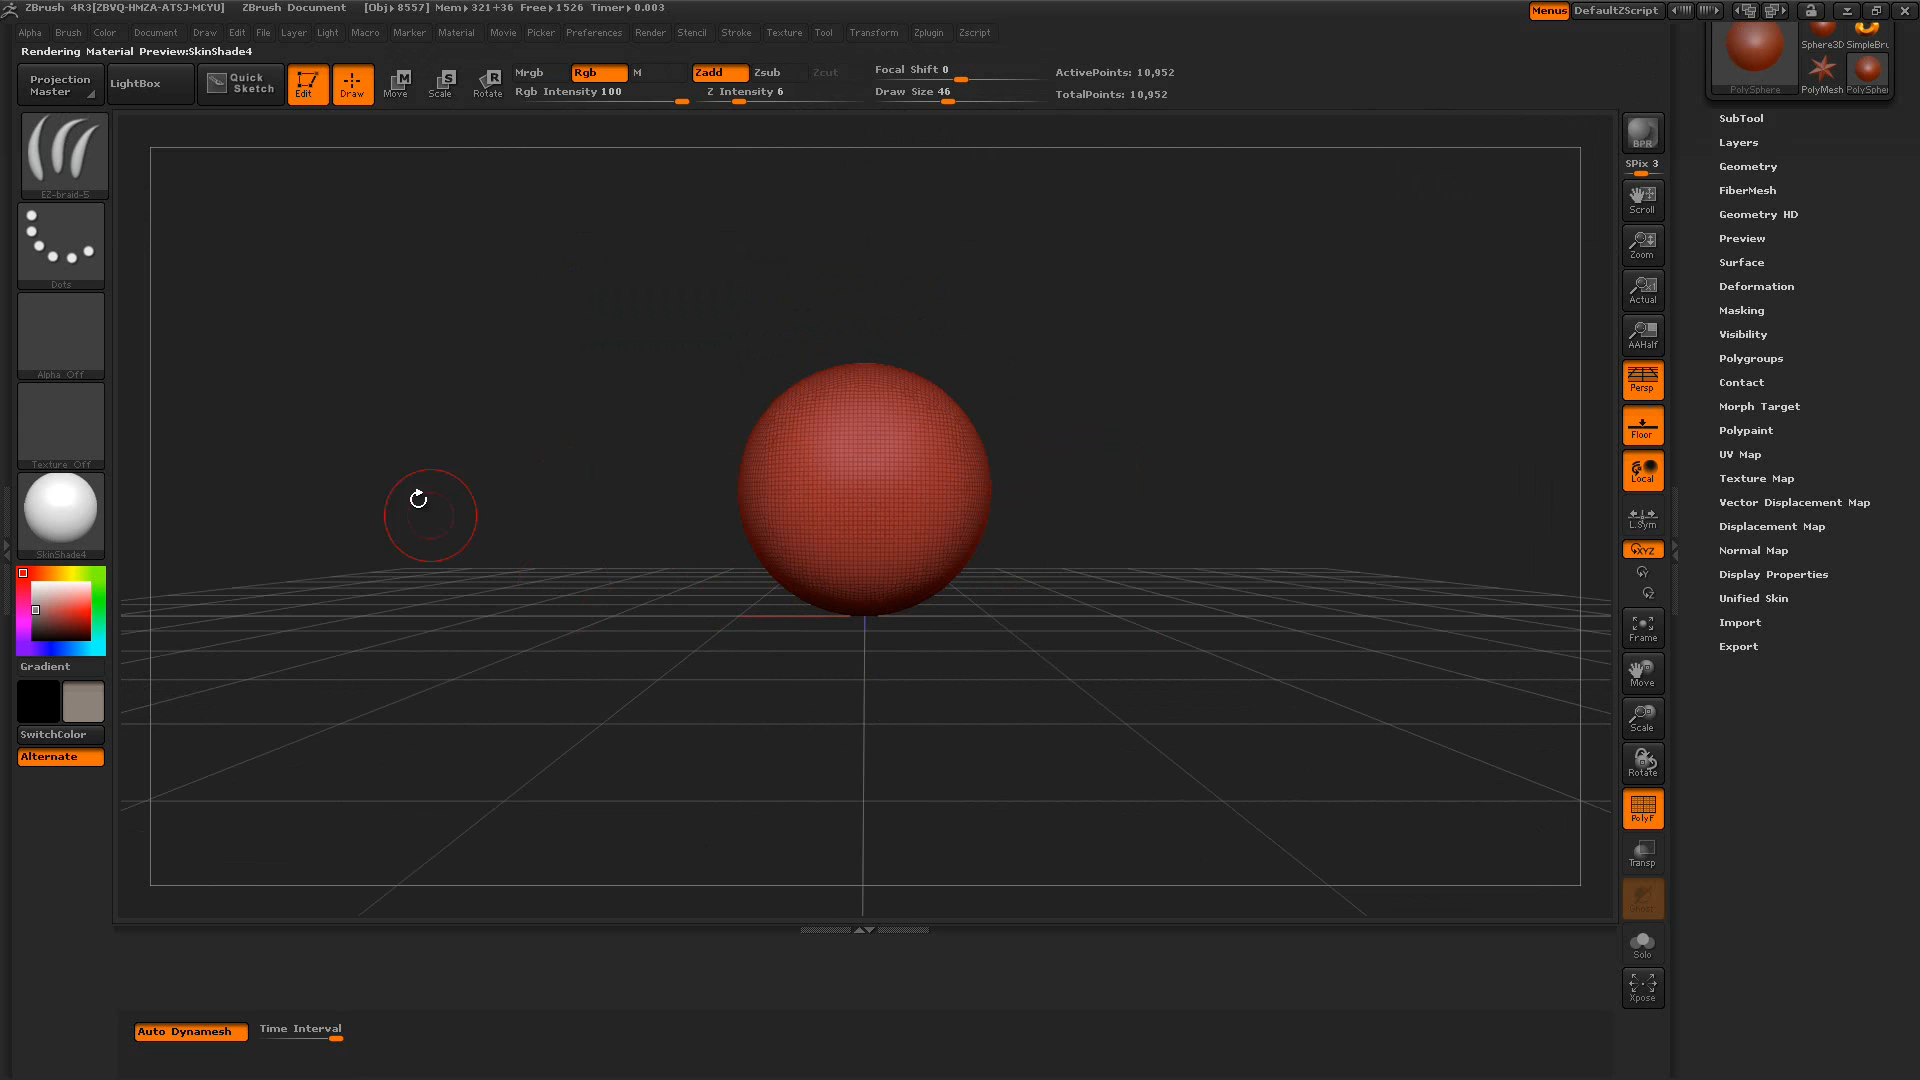 ZBrush 4R3[ZBVQ-HMZA-ATSJ-MCYU] ZBrush Document [Obj▸ 8557] Mem▸ 321+36 Free▸ 1526 Timer▸ 0.003
Menus DefaultZScript
Alpha Brush Color Document Draw Edit File Layer Light Macro Marker Material Movie Picker Preferences Render Stencil Stroke Texture Tool Transform Zplugin Zscript
Rendering Material Preview:SkinShade4
Projection Master
LightBox
Quick Sketch
Edit
Draw
Move
Scale
Rotate
Mrgb Rgb M
Rgb Intensity 100
Zadd Zsub Zcut
Z Intensity 6
Focal Shift 0
Draw Size 46
ActivePoints: 10,952
TotalPoints: 10,952
EZ-braid-5
Dots
Alpha Off
Texture Off
SkinShade4
Gradient
SwitchColor
Alternate
BPR
SPix 3
Scroll
Zoom
Actual
AAHalf
Persp
Floor
Local
L.Sym
XYZ
Y
Z
Frame
Move
Scale
Rotate
PolyF
Transp
Ghost
Solo
Xpose
Sphere3D SimpleBru
PolySphere PolyMesh PolySpher
SubTool
Layers
Geometry
FiberMesh
Geometry HD
Preview
Surface
Deformation
Masking
Visibility
Polygroups
Contact
Morph Target
Polypaint
UV Map
Texture Map
Vector Displacement Map
Displacement Map
Normal Map
Display Properties
Unified Skin
Import
Export
Auto Dynamesh
Time Interval